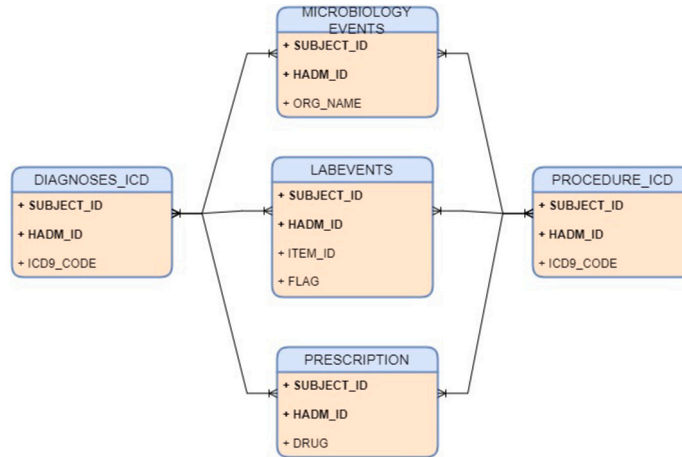 MICROBIOLOGY
EVENTS
+ SUBJECT_ID
+ HADM_ID
+ ORG_NAME
DIAGNOSES_ICD
+ SUBJECT_ID
+ HADM_ID
+ ICD9_CODE
LABEVENTS
+ SUBJECT_ID
+ HADM_ID
+ ITEM_ID
+ FLAG
PROCEDURE_ICD
+ SUBJECT_ID
+ HADM_ID
+ ICD9_CODE
PRESCRIPTION
+ SUBJECT_ID
+ HADM_ID
+ DRUG